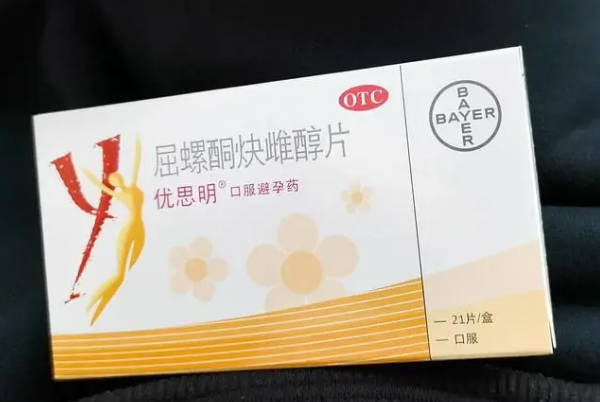 OTC
屈螺酮炔雌醇片
优思明® 口服避孕药
BAYER
BAYER
— 21片/盒
— 口服